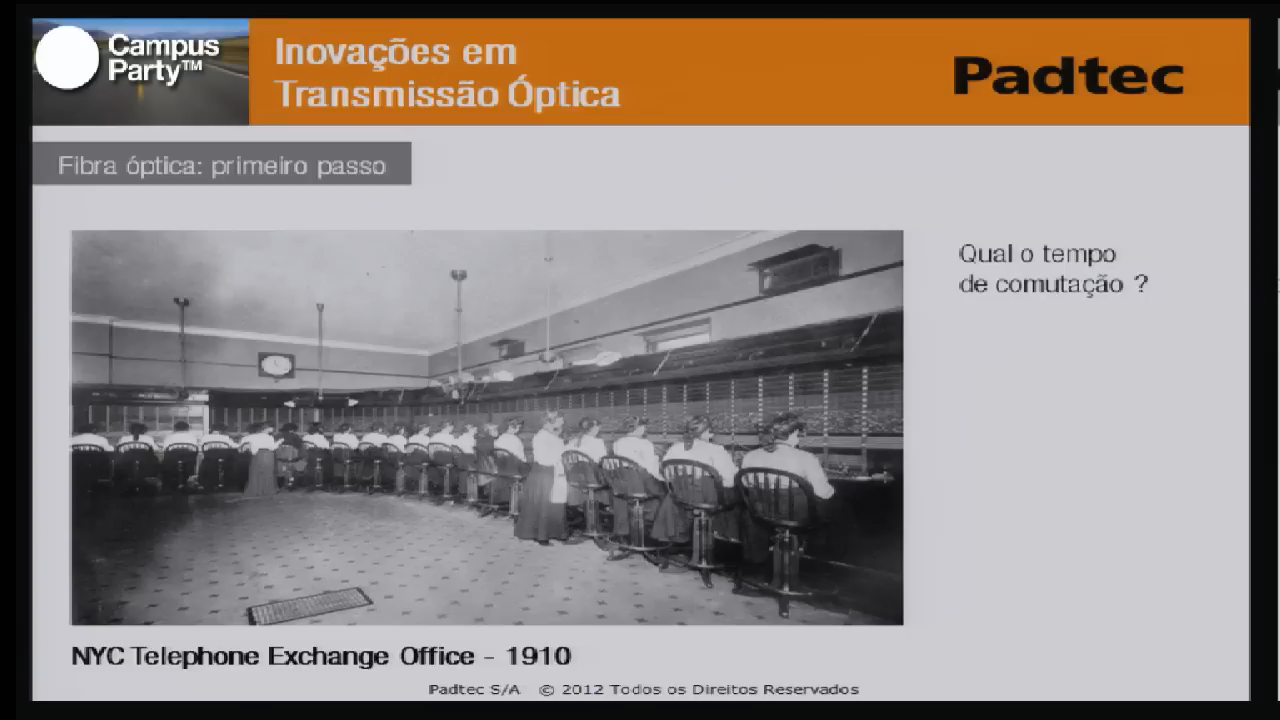 Campus
Party™
Inovações em
Transmissão Óptica
Padtec
Fibra óptica: primeiro passo
Qual o tempo
de comutação ?
NYC Telephone Exchange Office - 1910
Padtec S/A © 2012 Todos os Direitos Reservados